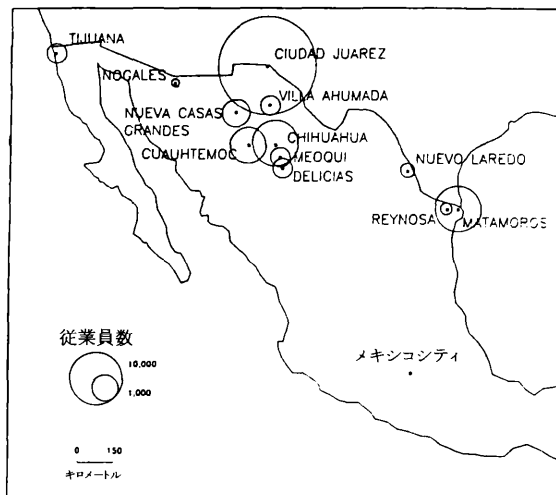 TIJUANA
CIUDAD JUAREZ
NOGALES
VILLA AHUMADA
NUEVA CASAS
GRANDES
CHIHUAHUA
CUAUHTEMOC
MEOQUI
DELICIAS
NUEVO LAREDO
REYNOSA
MATAMOROS
従業員数
10,000
1,000
メキシコシティ
0 150
キロメートル